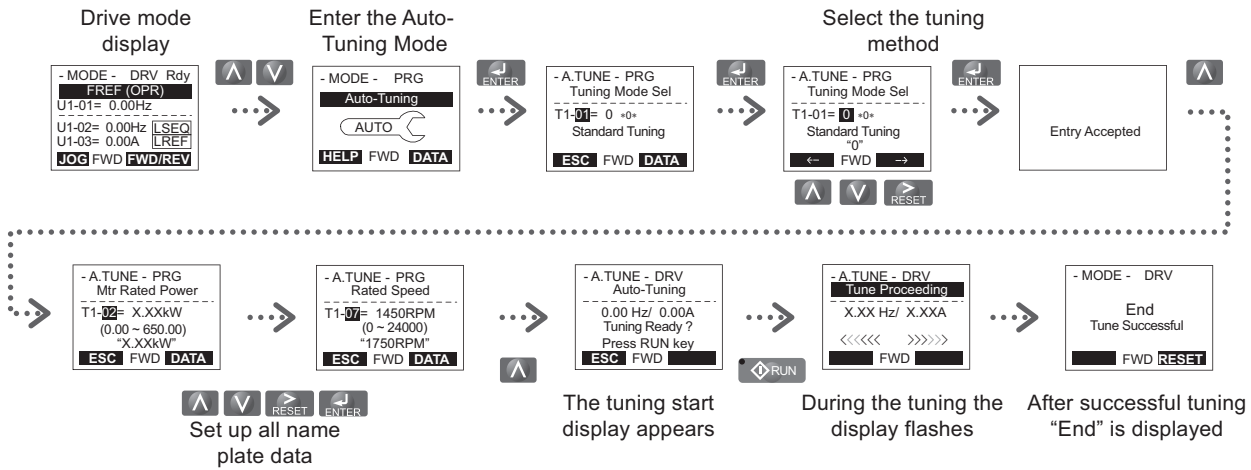 Drive mode
display
- MODE -   DRV  Rdy
FREF (OPR)
U1-01=  0.00Hz
U1-02=  0.00Hz LSEQ
U1-03=  0.00A LREF
JOG FWD FWD/REV
Enter the Auto-
Tuning Mode
- MODE -   PRG
Auto-Tuning
AUTO
HELP FWD DATA
ENTER
- A.TUNE - PRG
Tuning Mode Sel
T1-01=  0  *0*
Standard Tuning
ESC FWD DATA
ENTER
Select the tuning
method
- A.TUNE - PRG
Tuning Mode Sel
T1-01= 0 *0*
Standard Tuning
“0”
← FWD →
RESET
ENTER
Entry Accepted
- A.TUNE - PRG
Mtr Rated Power
T1-02=  X.XXkW
(0.00 ~ 650.00)
“X.XXkW”
ESC FWD DATA
- A.TUNE - PRG
Rated Speed
T1-07=  1450RPM
(0 ~ 24000)
“1750RPM”
ESC FWD DATA
RESET
ENTER
Set up all name
plate data
- A.TUNE - DRV
Auto-Tuning
0.00 Hz/  0.00A
Tuning Ready ?
Press RUN key
ESC FWD
The tuning start
display appears
RUN
- A.TUNE - DRV
Tune Proceeding
X.XX Hz/  X.XXA
<<<<<   >>>>>
FWD
During the tuning the
display flashes
- MODE -   DRV
End
Tune Successful
FWD RESET
After successful tuning
“End” is displayed